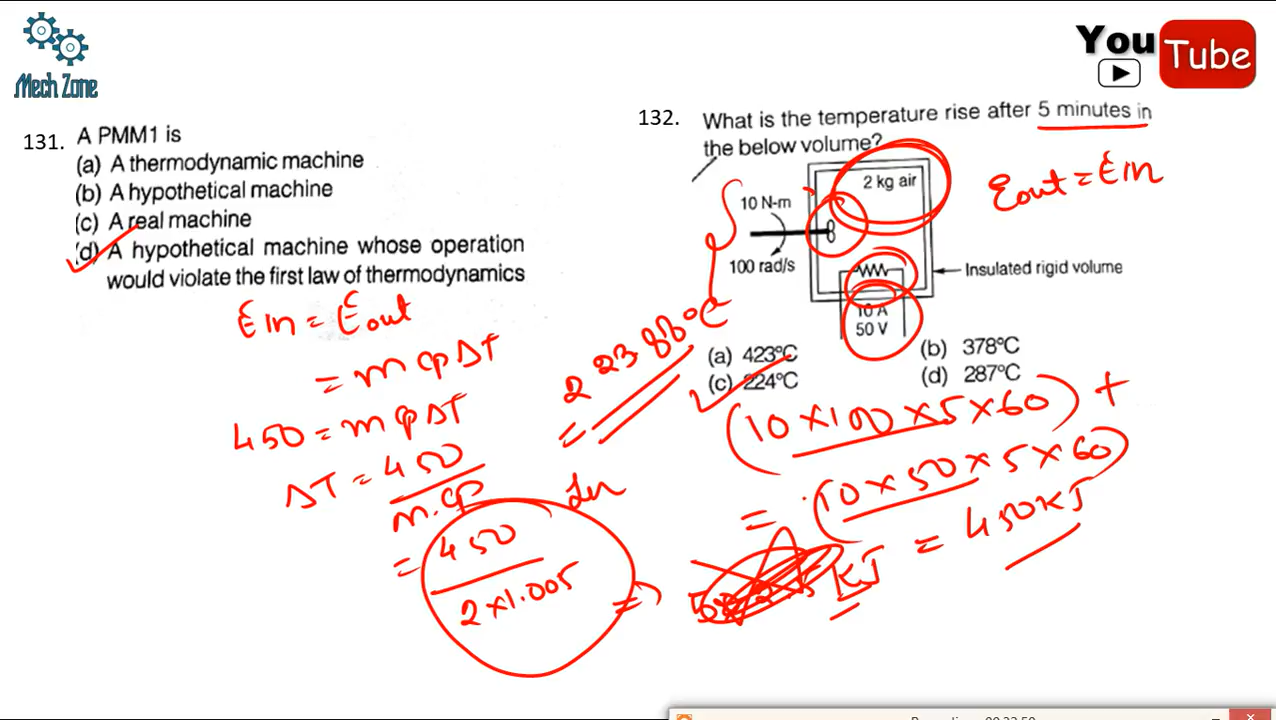 Mech Zone
You Tube
131. A PMM1 is
(a) A thermodynamic machine
(b) A hypothetical machine
(c) A real machine
(d) A hypothetical machine whose operation
would violate the first law of thermodynamics
Ein = Eout
= m cp ΔT
450 = m cp ΔT
ΔT = 450
m.cp
= 450
2 x 1.005
132. What is the temperature rise after 5 minutes in
the below volume?
2 kg air
10 N-m
100 rad/s
Insulated rigid volume
10 A
50 V
Eout = Ein
(a) 423°C
(b) 378°C
(c) 224°C
(d) 287°C
(10 x 100 x 5 x 60) +
(10 x 50 x 5 x 60)
=
= 450 KJ
KJ